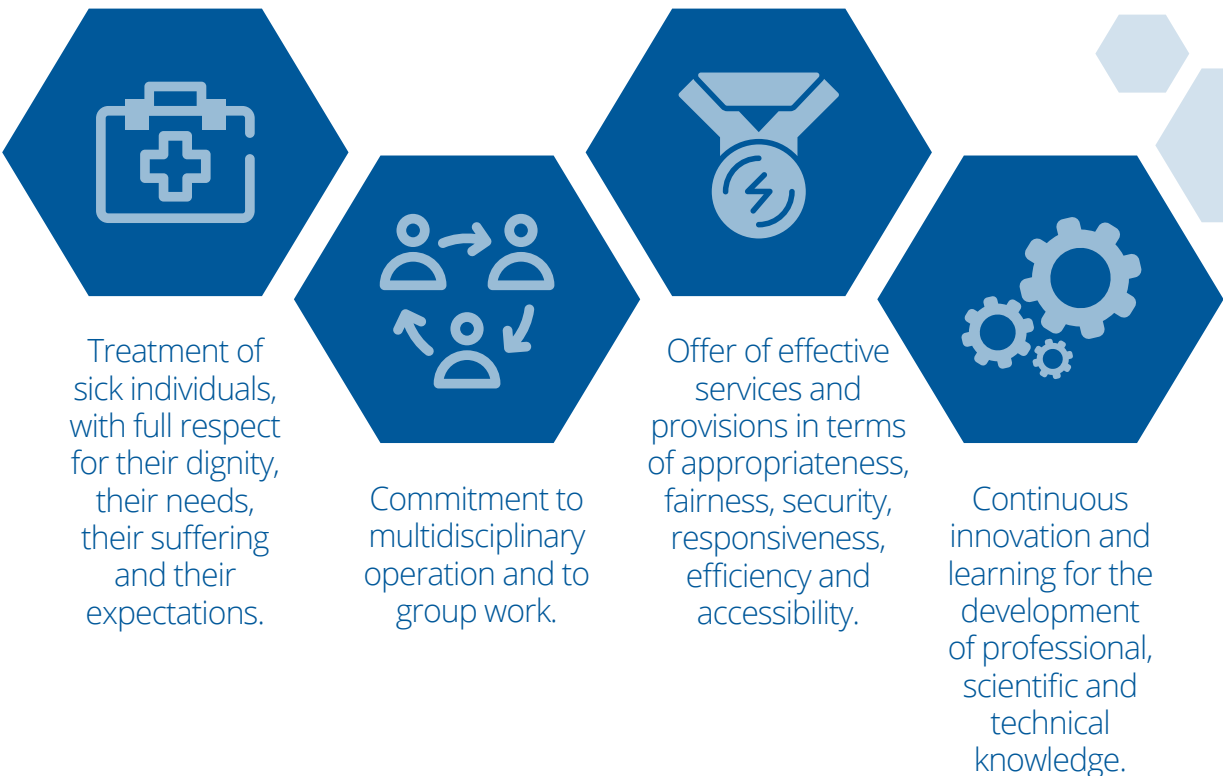 Treatment of
sick individuals,
with full respect
for their dignity,
their needs,
their suffering
and their
expectations.
Commitment to
multidisciplinary
operation and to
group work.
Offer of effective
services and
provisions in terms
of appropriateness,
fairness, security,
responsiveness,
efficiency and
accessibility.
Continuous
innovation and
learning for the
development
of professional,
scientific and
technical
knowledge.